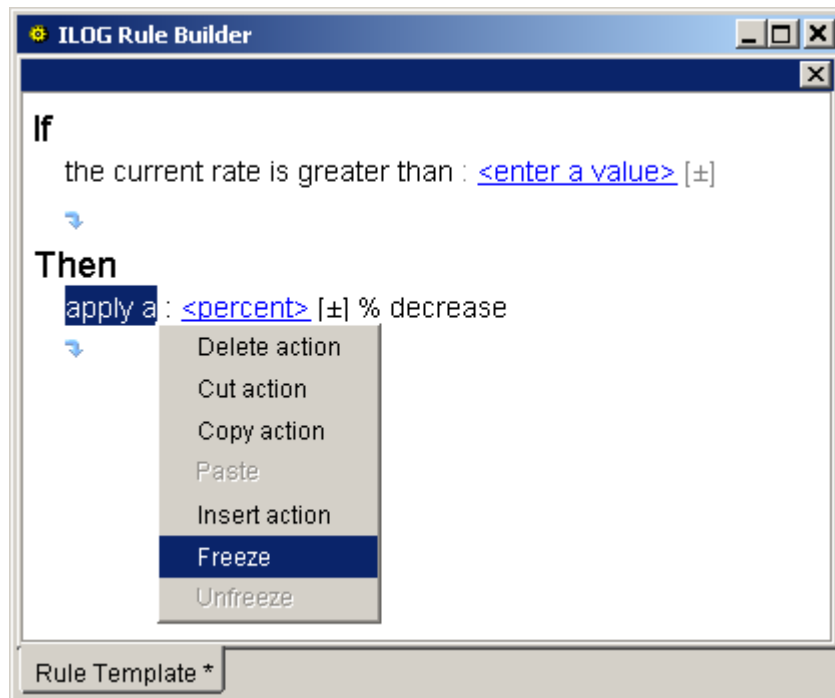 ILOG Rule Builder
If
the current rate is greater than : <enter a value> [±]
Then
apply a : <percent> [±] % decrease
Delete action
Cut action
Copy action
Paste
Insert action
Freeze
Unfreeze
Rule Template *